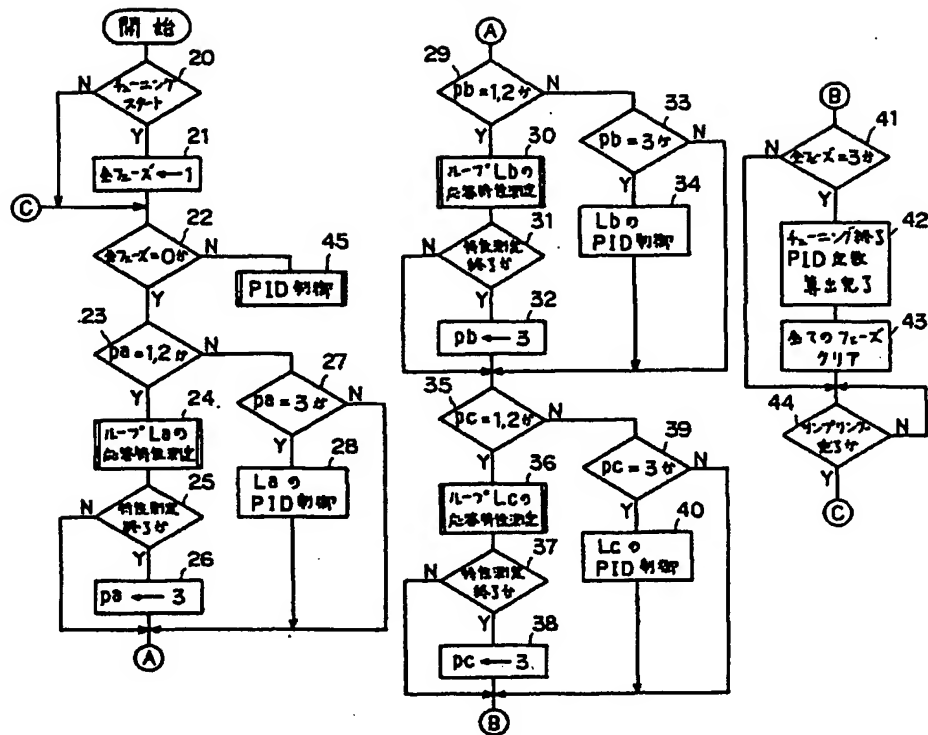 開始
20
チューニング
スタート
N
Y
21
全フェーズ←1
C
22
全フェーズ=0か
N
Y
45
PID制御
23
pa=1,2か
N
Y
27
pa=3か
N
Y
24
ループLaの
応答特性測定
28
Laの
PID制御
25
特性測定
終了か
N
Y
26
pa←3
A
A
29
pb=1,2か
N
Y
33
pb=3か
N
Y
30
ループLbの
応答特性測定
34
Lbの
PID制御
31
特性測定
終了か
N
Y
32
pb←3
35
pc=1,2か
N
Y
39
pc=3か
N
Y
36
ループLcの
応答特性測定
40
Lcの
PID制御
37
特性測定
終了か
N
Y
38
pc←3
B
B
41
全フェーズ=3か
N
Y
42
チューニング終了
PID定数
算出完了
43
全てのフェーズ
クリア
44
サンプリング
完了か
N
Y
C